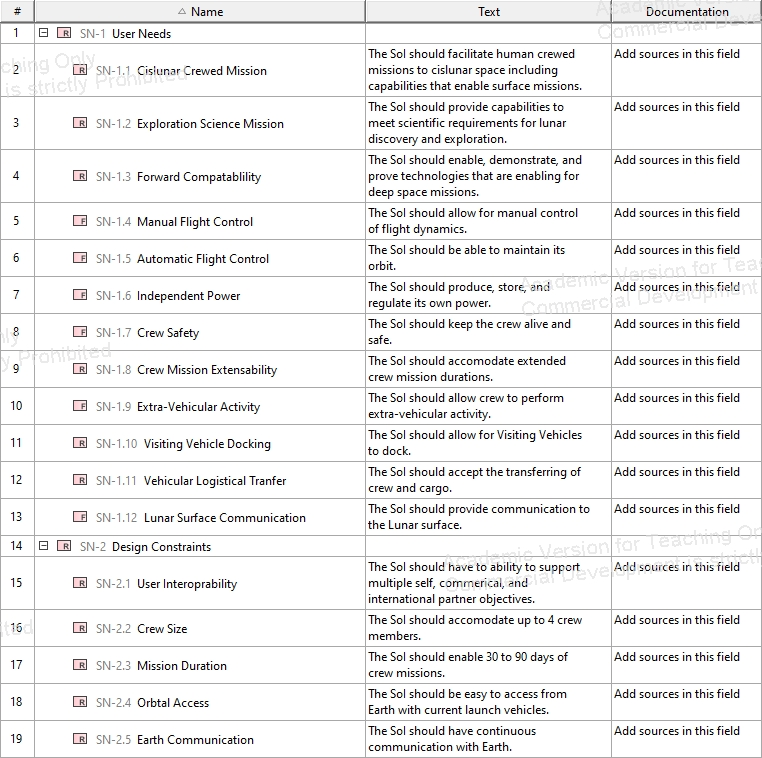 # Name Text Documentation
1 SN-1 User Needs
2 SN-1.1 Cislunar Crewed Mission The SoI should facilitate human crewed Add sources in this field
missions to cislunar space including
capabilities that enable surface missions.
3 SN-1.2 Exploration Science Mission The SoI should provide capabilities to Add sources in this field
meet scientific requirements for lunar
discovery and exploration.
4 SN-1.3 Forward Compatablility The SoI should enable, demonstrate, and Add sources in this field
prove technologies that are enabling for
deep space missions.
5 SN-1.4 Manual Flight Control The SoI should allow for manual control Add sources in this field
of flight dynamics.
6 SN-1.5 Automatic Flight Control The SoI should be able to maintain its Add sources in this field
orbit.
7 SN-1.6 Independent Power The SoI should produce, store, and Add sources in this field
regulate its own power.
8 SN-1.7 Crew Safety The SoI should keep the crew alive and Add sources in this field
safe.
9 SN-1.8 Crew Mission Extensability The SoI should accomodate extended Add sources in this field
crew mission durations.
10 SN-1.9 Extra-Vehicular Activity The SoI should allow crew to perform Add sources in this field
extra-vehicular activity.
11 SN-1.10 Visiting Vehicle Docking The SoI should allow for Visiting Vehicles Add sources in this field
to dock.
12 SN-1.11 Vehicular Logistical Tranfer The SoI should accept the transferring of Add sources in this field
crew and cargo.
13 SN-1.12 Lunar Surface Communication The SoI should provide communication to Add sources in this field
the Lunar surface.
14 SN-2 Design Constraints
15 SN-2.1 User Interoprability The SoI should have to ability to support Add sources in this field
multiple self, commerical, and
international partner objectives.
16 SN-2.2 Crew Size The SoI should accomodate up to 4 crew Add sources in this field
members.
17 SN-2.3 Mission Duration The SoI should enable 30 to 90 days of Add sources in this field
crew missions.
18 SN-2.4 Orbtal Access The SoI should be easy to access from Add sources in this field
Earth with current launch vehicles.
19 SN-2.5 Earth Communication The SoI should have continuous Add sources in this field
communication with Earth.